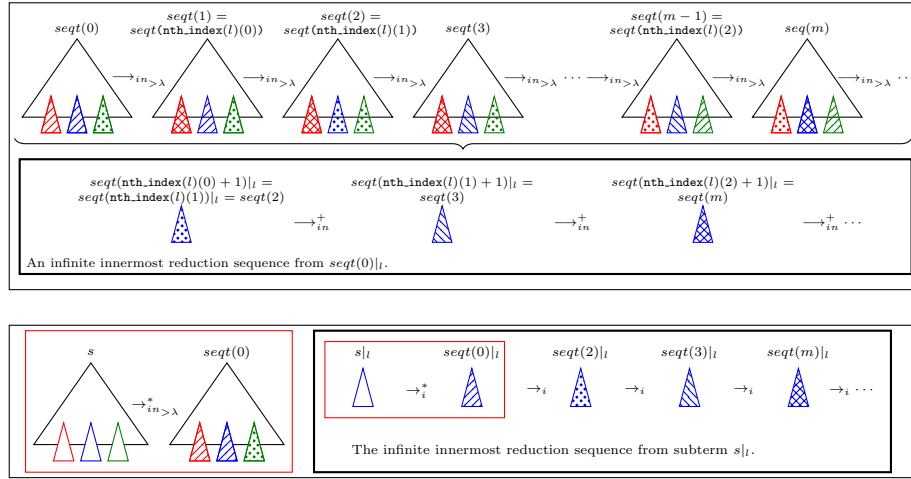 seqt(0)
seqt(1) =
seqt(nth_index(l)(0))
seqt(2) =
seqt(nth_index(l)(1))
seqt(3)
seqt(m − 1) =
seqt(nth_index(l)(2))
seq(m)
→in>λ →in>λ →in>λ →in>λ ··· →in>λ →in>λ →in>λ ···
seqt(nth_index(l)(0) + 1)|l =
seqt(nth_index(l)(1))|l = seqt(2)
seqt(nth_index(l)(1) + 1)|l =
seqt(3)
seqt(nth_index(l)(2) + 1)|l =
seqt(m)
→⁺in →⁺in →⁺in ···
An infinite innermost reduction sequence from seqt(0)|l.
s seqt(0)
→*in>λ
s|l seqt(0)|l seqt(2)|l seqt(3)|l seqt(m)|l
→*i →i →i →i →i ···
The infinite innermost reduction sequence from subterm s|l.